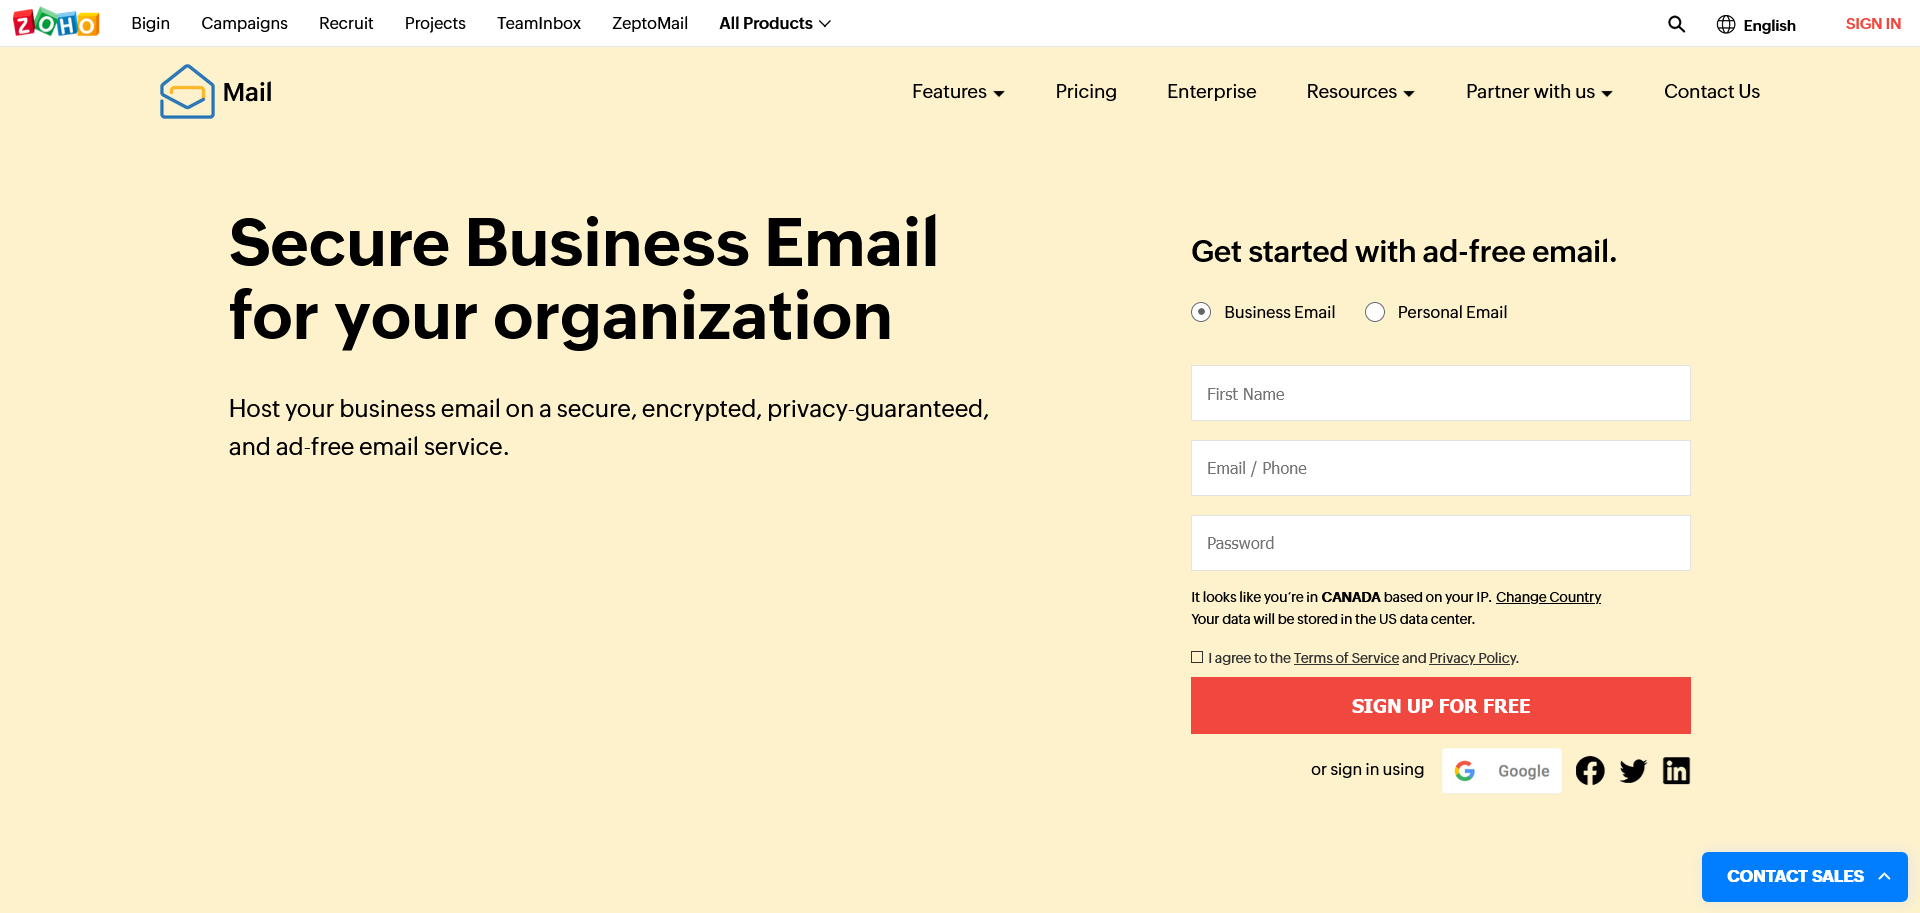 ZOHO Bigin Campaigns Recruit Projects TeamInbox ZeptoMail All Products English SIGN IN
Mail Features Pricing Enterprise Resources Partner with us Contact Us
Secure Business Email
for your organization
Host your business email on a secure, encrypted, privacy-guaranteed,
and ad-free email service.
Get started with ad-free email.
Business Email Personal Email
First Name
Email / Phone
Password
It looks like you’re in CANADA based on your IP. Change Country
Your data will be stored in the US data center.
I agree to the Terms of Service and Privacy Policy.
SIGN UP FOR FREE
or sign in using Google
CONTACT SALES